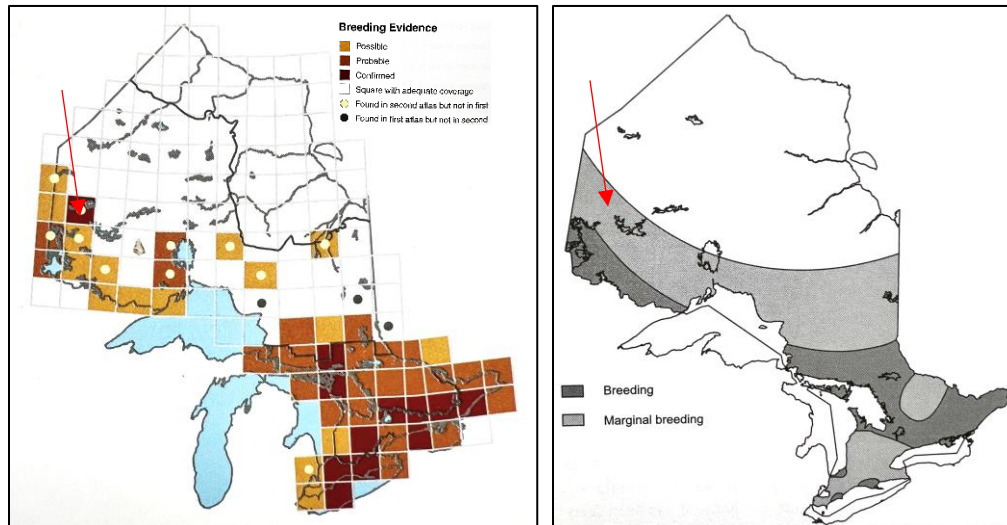 Breeding Evidence
Possible
Probable
Confirmed
Square with adequate coverage
Found in second atlas but not in first
Found in first atlas but not in second
Breeding
Marginal breeding